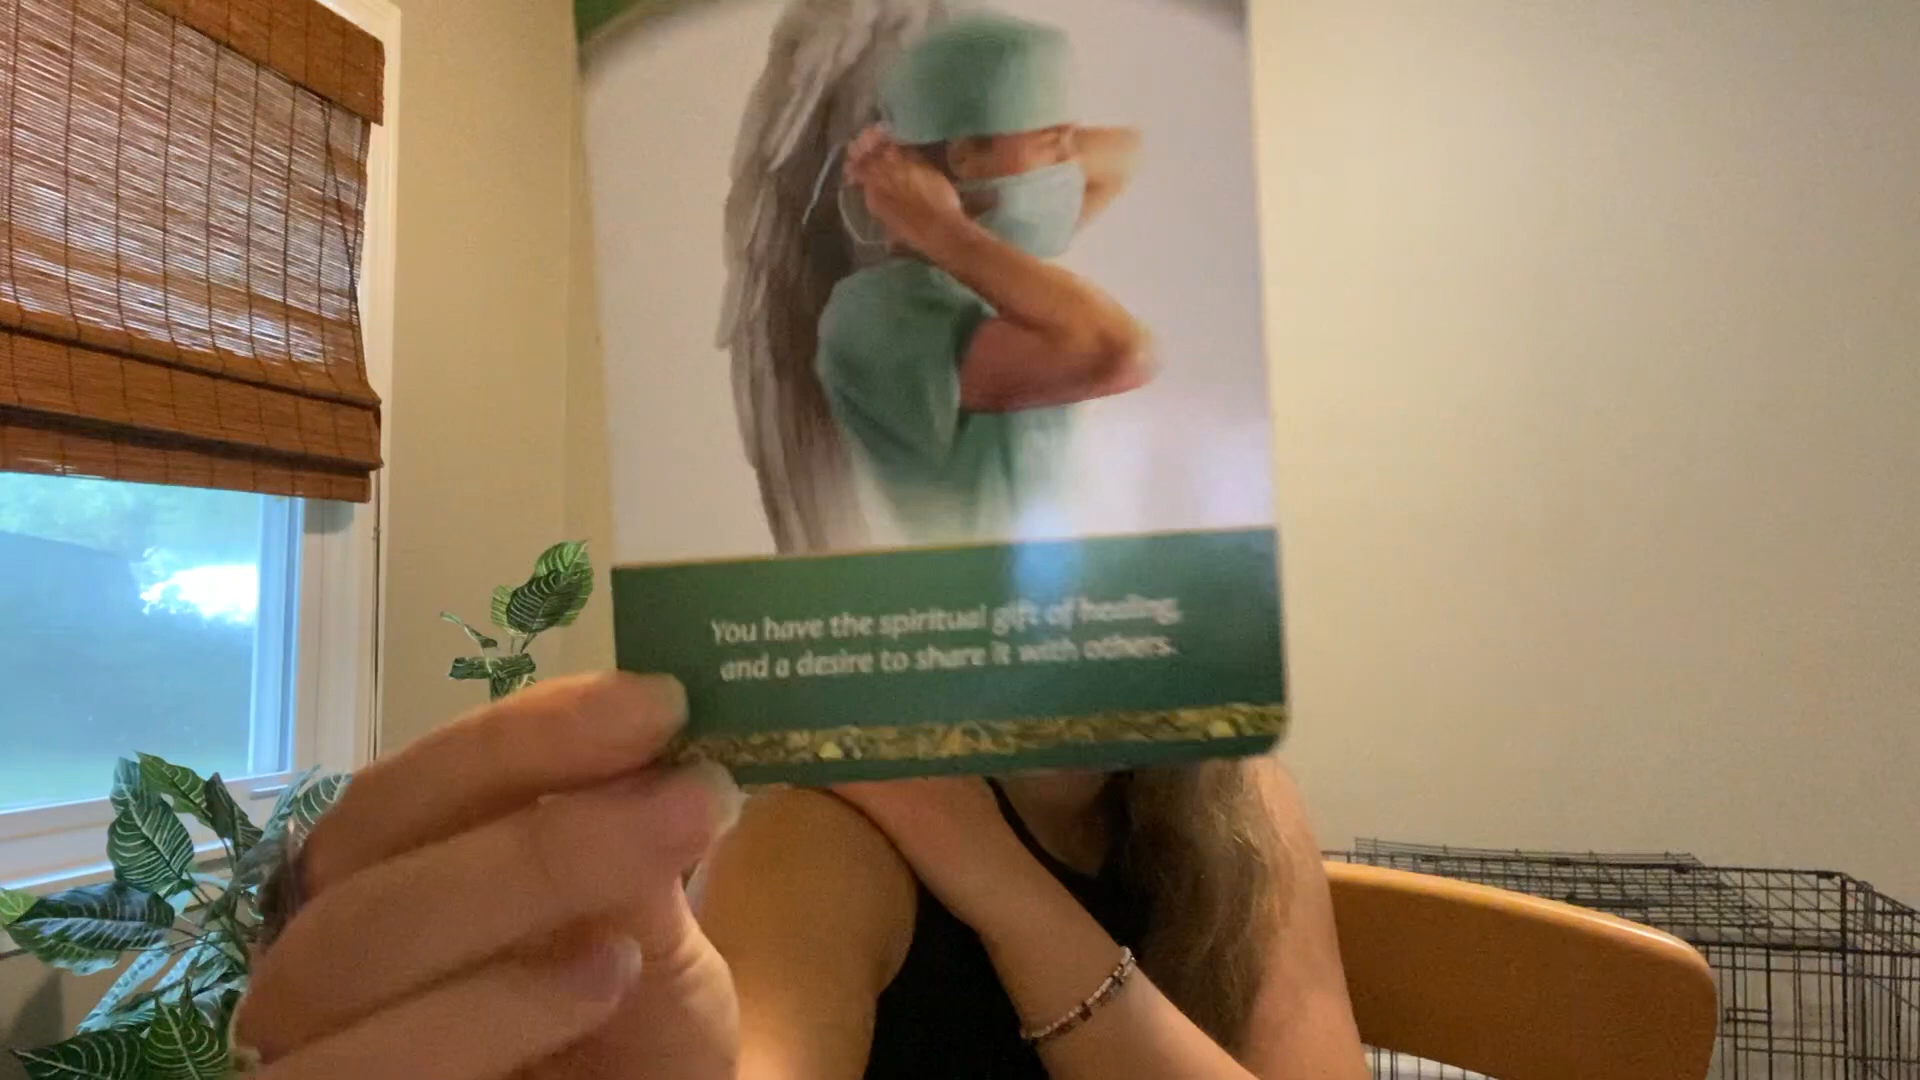 You have the spiritual gift of healing,
and a desire to share it with others.